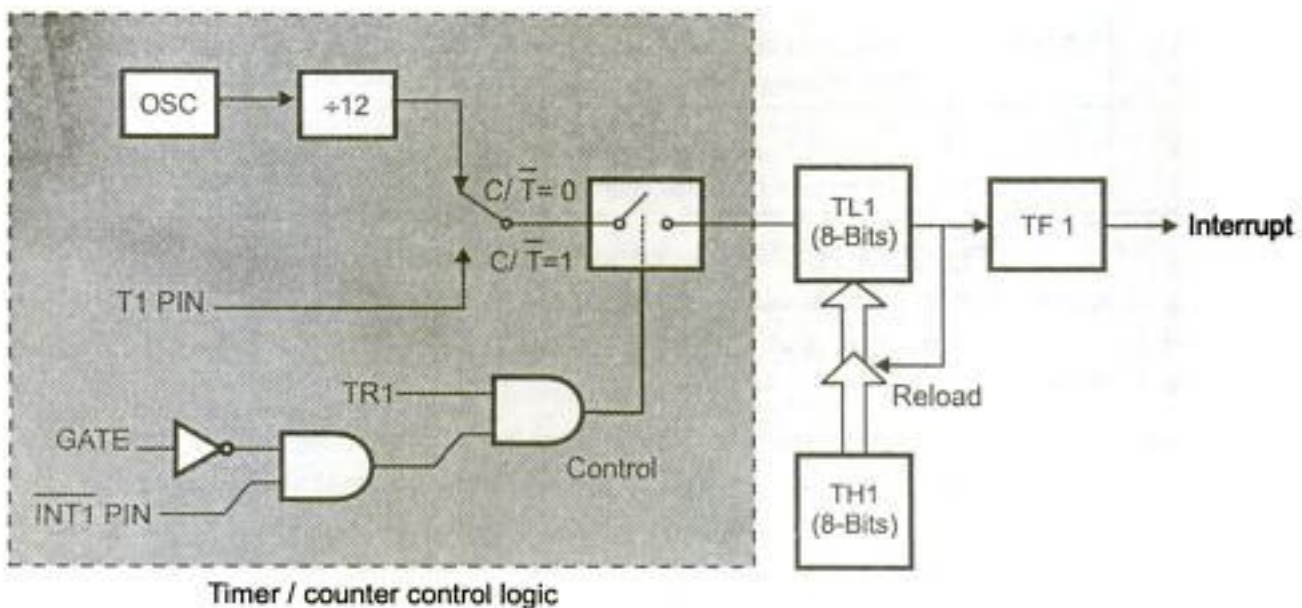 OSC
÷12
C/T̅= 0
C/T̅=1
T1 PIN
TL1
(8-Bits)
TF 1
Interrupt
TR1
Reload
GATE
Control
I̅N̅T̅1̅ PIN
TH1
(8-Bits)
Timer / counter control logic